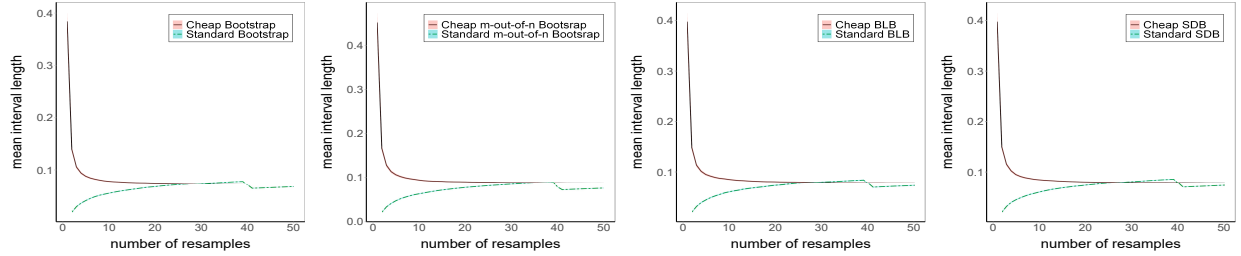 mean interval length
0.4
0.3
0.2
0.1
Cheap Bootstrap
Standard Bootstrap
0 10 20 30 40 50
number of resamples
mean interval length
0.4
0.3
0.2
0.1
0.0
Cheap m-out-of-n Bootsrap
Standard m-out-of-n Bootsrap
0 10 20 30 40 50
number of resamples
mean interval length
0.4
0.3
0.2
0.1
Cheap BLB
Standard BLB
0 10 20 30 40 50
number of resamples
mean interval length
0.4
0.3
0.2
0.1
Cheap SDB
Standard SDB
0 10 20 30 40 50
number of resamples